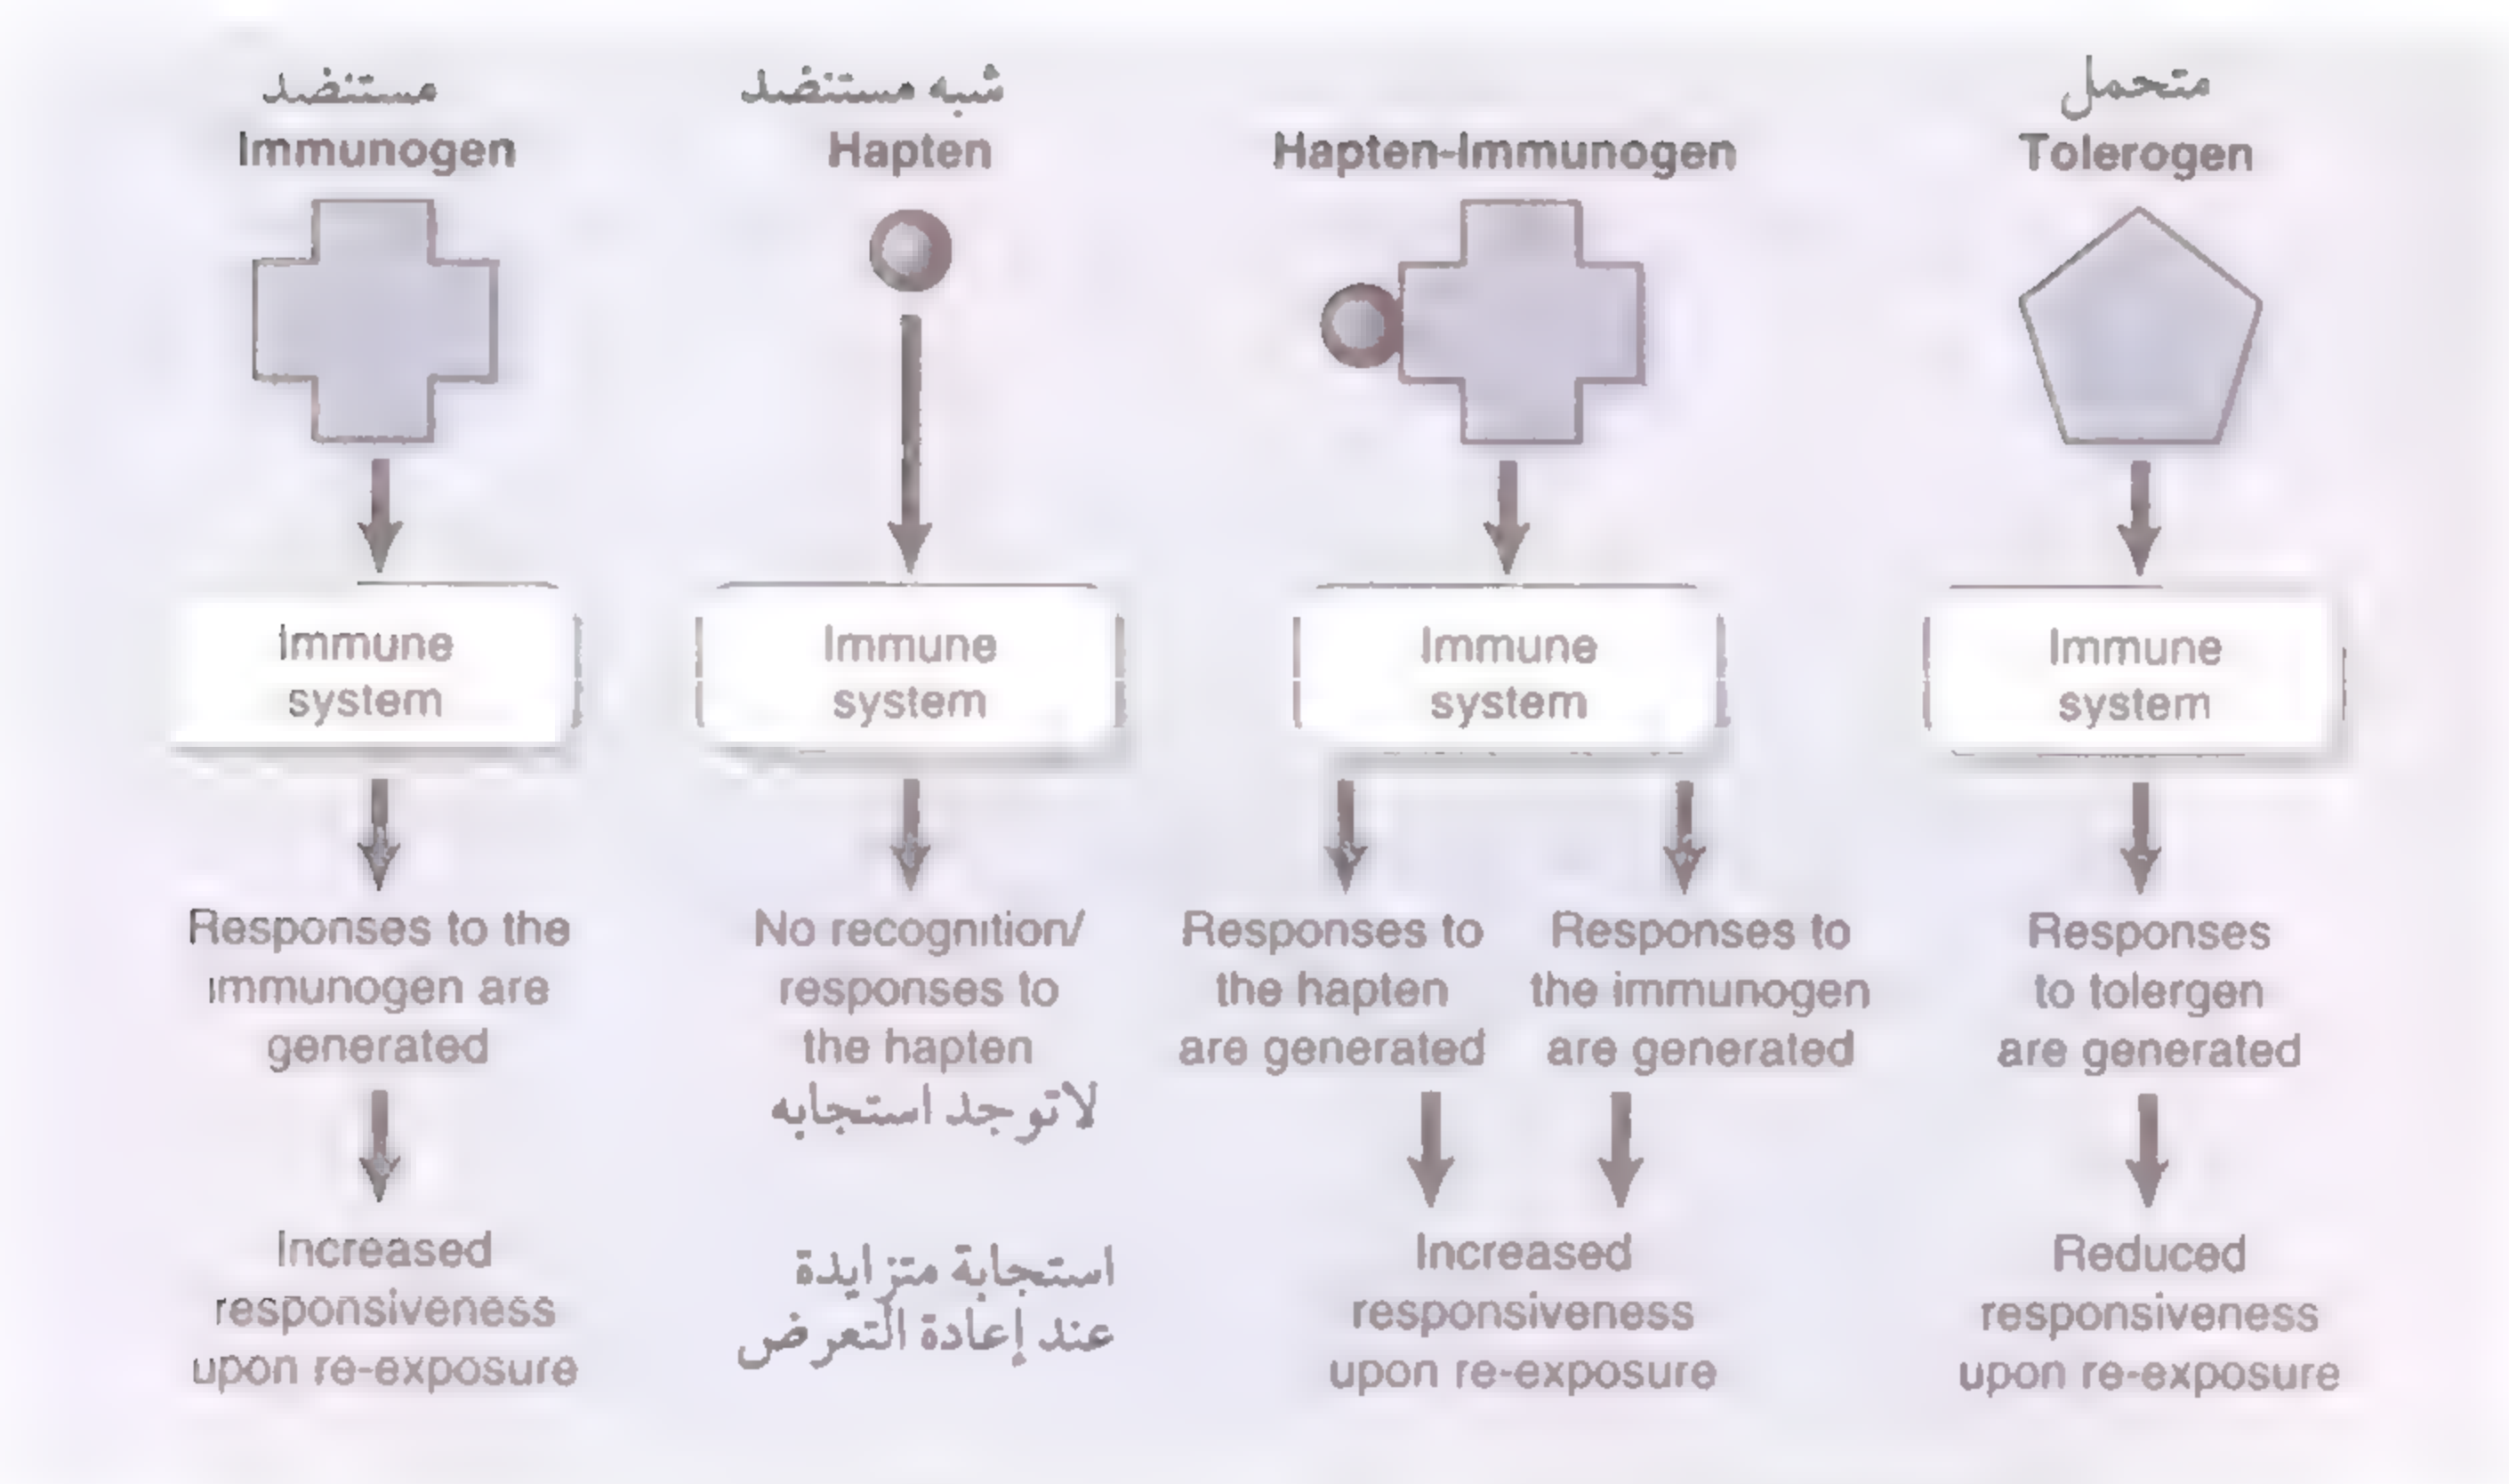 مستنضد
Immunogen
Immune
system
Responses to the
immunogen are
generated
Increased
responsiveness
upon re-exposure
شبه مستنضد
Hapten
Immune
system
No recognition/
responses to
the hapten
لاتوجد استجابه
استجابة متزايدة
عند إعادة التعرض
Hapten-Immunogen
Immune
system
Responses to
the hapten
are generated
Responses to
the immunogen
are generated
Increased
responsiveness
upon re-exposure
متحمل
Tolerogen
Immune
system
Responses
to tolergen
are generated
Reduced
responsiveness
upon re-exposure